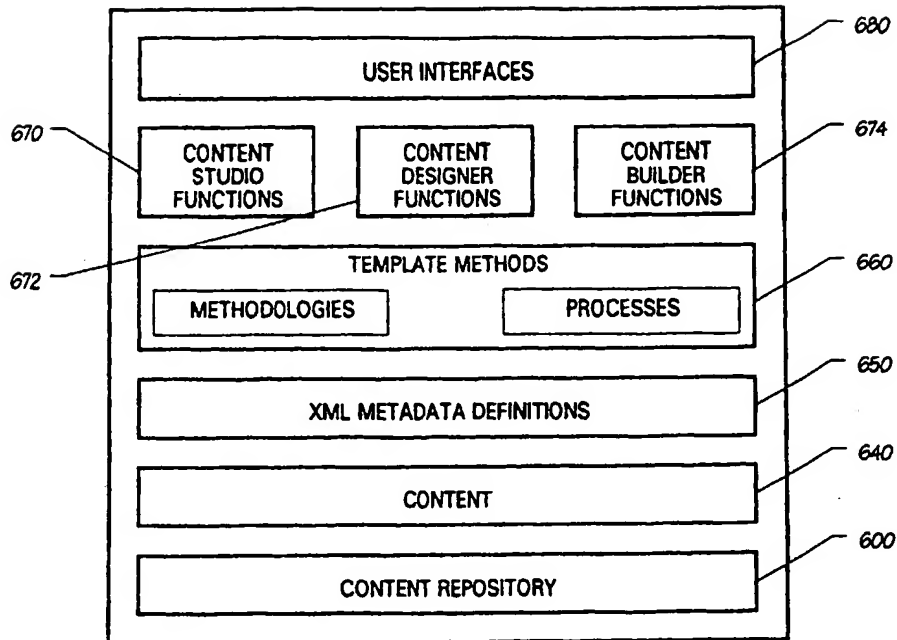 680
USER INTERFACES
670
CONTENT
STUDIO
FUNCTIONS
CONTENT
DESIGNER
FUNCTIONS
CONTENT
BUILDER
FUNCTIONS
674
672
TEMPLATE METHODS
METHODOLOGIES
PROCESSES
660
650
XML METADATA DEFINITIONS
640
CONTENT
600
CONTENT REPOSITORY